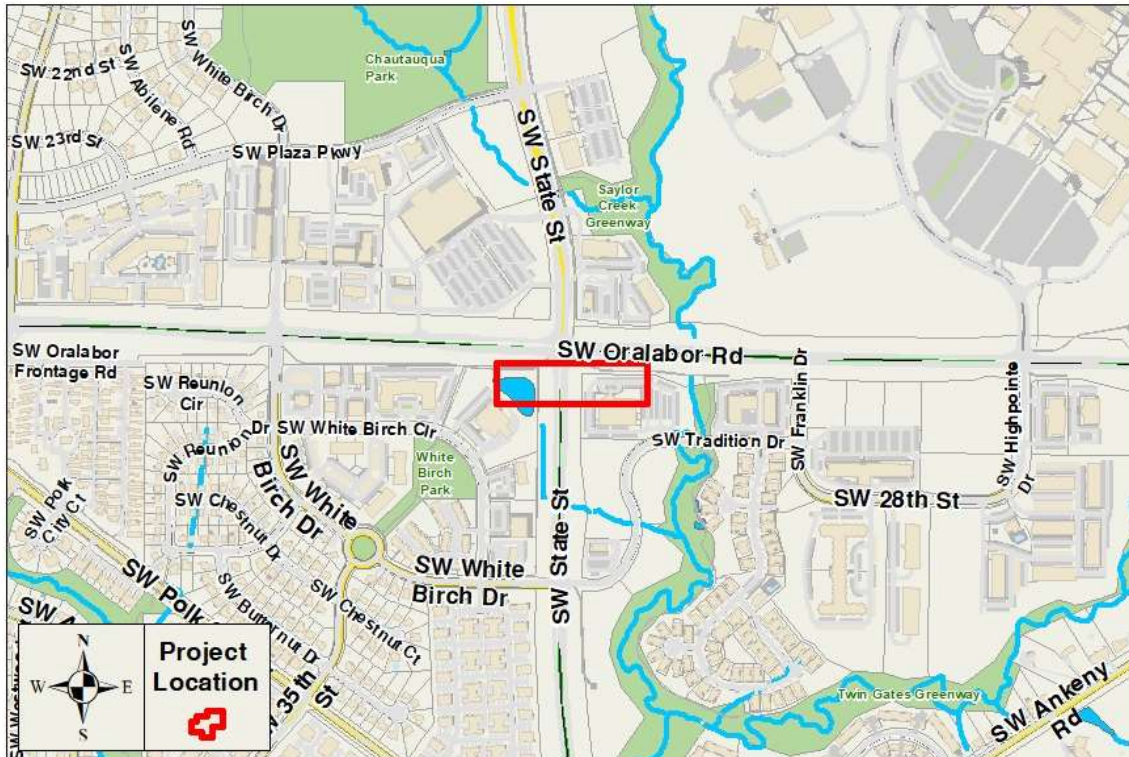 Chautauqua
Park
SW 22nd St
SW Abilene Rd
SW White Birch Dr
SW 23rd St
SW Plaza Pkwy
SW State St
Saylor
Creek
Greenway
SW Oralabor Rd
SW Oralabor
Frontage Rd
SW Reunion
Cir
SW Reunion Dr
SW White Birch Cir
SW White
Birch Dr
White
Birch
Park
SW Tradition Dr
SW Franklin Dr
SW Highpointe
Dr
SW 28th St
SW Polk
City Ct
SW Chestnut Dr
SW State St
SW White
Birch Dr
SW Polk
SW Butternut Dr
SW Chestnut Ct
35th
St
Twin Gates Greenway
SW Ankeny
Rd
N
W E
S
Project
Location